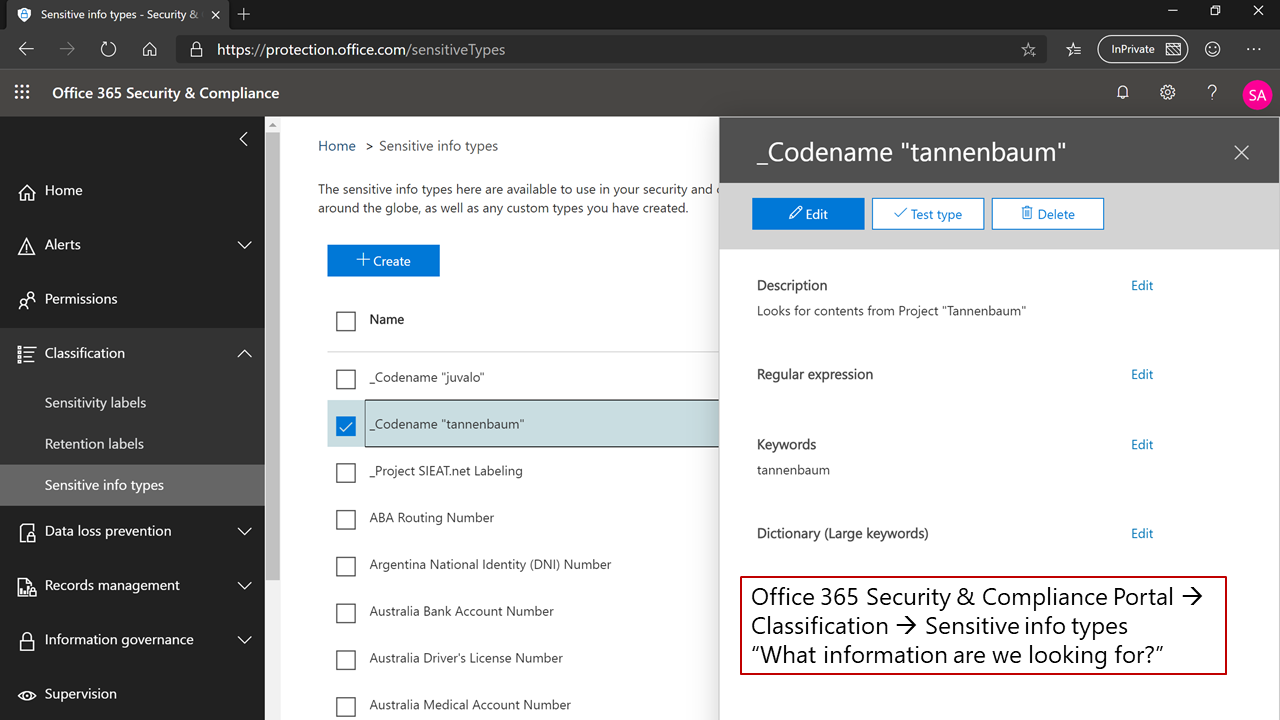 Sensitive info types - Security &
https://protection.office.com/sensitiveTypes
InPrivate
Office 365 Security & Compliance
SA
Home
Alerts
Permissions
Classification
Sensitivity labels
Retention labels
Sensitive info types
Data loss prevention
Records management
Information governance
Supervision
Home > Sensitive info types
The sensitive info types here are available to use in your security and
around the globe, as well as any custom types you have created.
+ Create
Name
_Codename "juvalo"
_Codename "tannenbaum"
_Project SIEAT.net Labeling
ABA Routing Number
Argentina National Identity (DNI) Number
Australia Bank Account Number
Australia Driver's License Number
Australia Medical Account Number
_Codename "tannenbaum"
Edit
Test type
Delete
Description Edit
Looks for contents from Project "Tannenbaum"
Regular expression Edit
Keywords Edit
tannenbaum
Dictionary (Large keywords) Edit
Office 365 Security & Compliance Portal →
Classification → Sensitive info types
“What information are we looking for?”